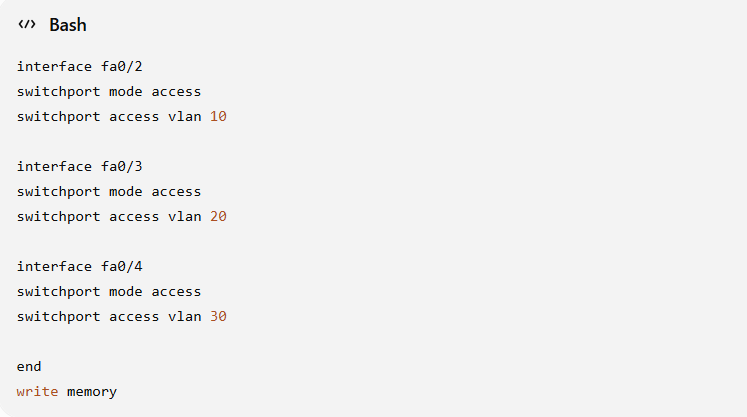 Bash
interface fa0/2
switchport mode access
switchport access vlan 10
interface fa0/3
switchport mode access
switchport access vlan 20
interface fa0/4
switchport mode access
switchport access vlan 30
end
write memory